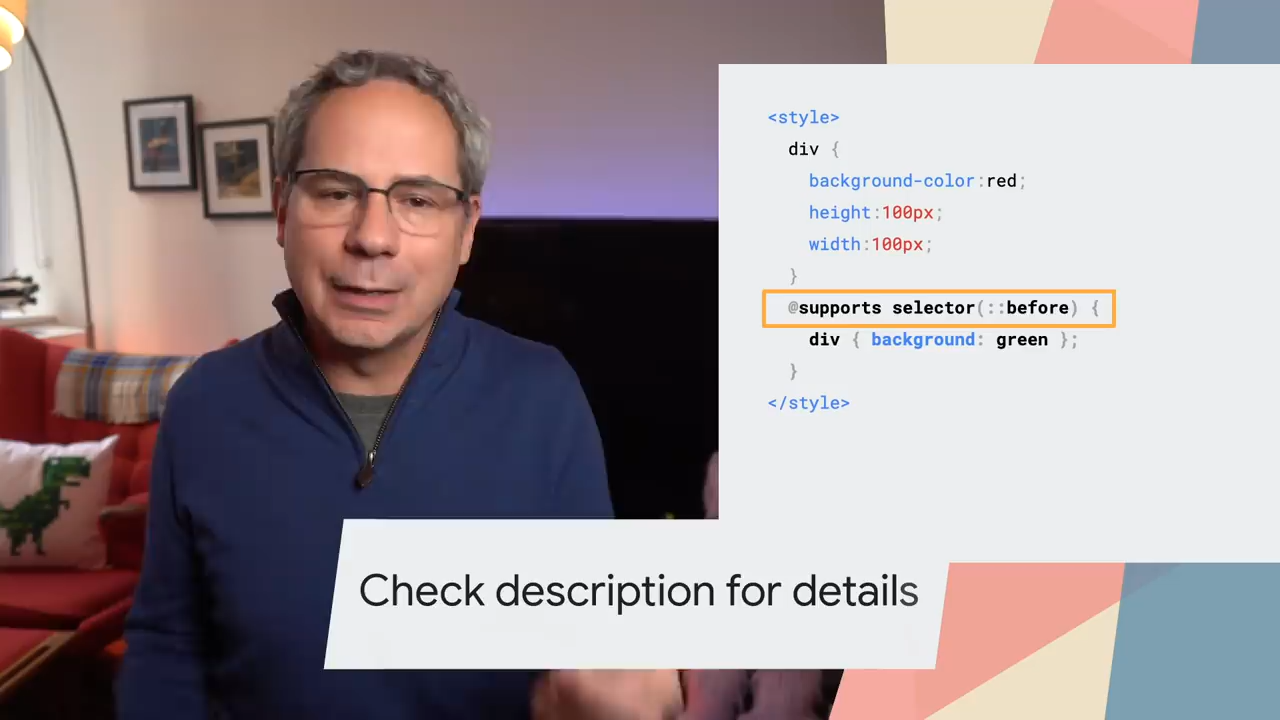 <style>
div {
background-color:red;
height:100px;
width:100px;
}
@supports selector(::before) {
div { background: green };
}
</style>
Check description for details